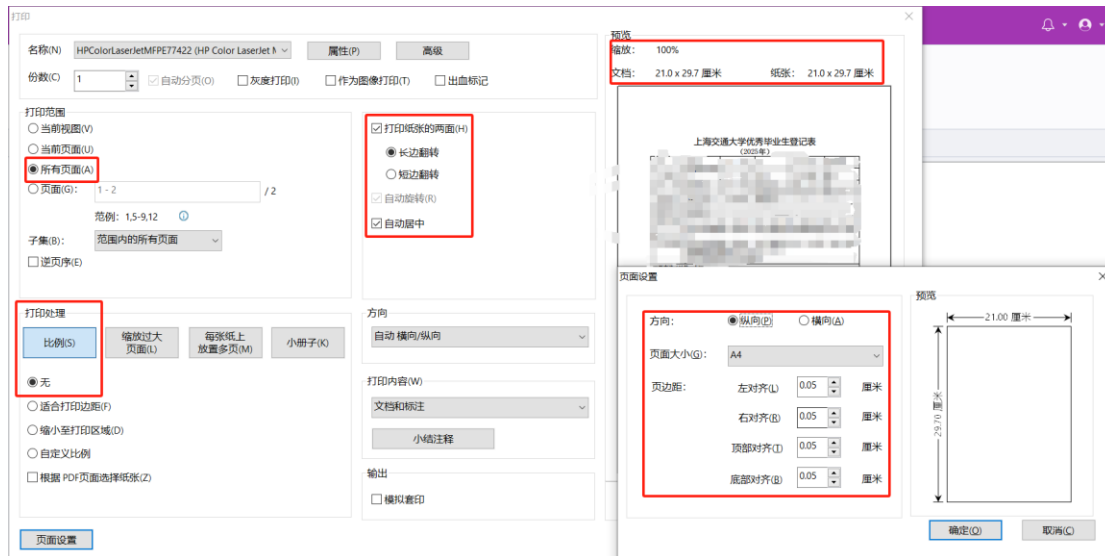 打印
名称(N) HPColorLaserJetMFPE77422 (HP Color LaserJet M 属性(P) 高级
份数(C) 1 自动分页(O) 灰度打印(I) 作为图像打印(T) 出血标记
打印范围
当前视图(V)
当前页面(U)
所有页面(A)
页面(G): 1 - 2 / 2
范例: 1,5-9,12
子集(B): 范围内的所有页面
逆页序(E)
打印纸张的两面(H)
长边翻转
短边翻转
自动旋转(R)
自动居中
打印处理
比例(S) 缩放过大页面(L) 每张纸上放置多页(M) 小册子(K)
无
适合打印边距(F)
缩小至打印区域(D)
自定义比例
根据 PDF页面选择纸张(Z)
方向
自动 横向/纵向
打印内容(W)
文档和标注
小结注释
输出
模拟套印
页面设置
预览
缩放: 100%
文档: 21.0 x 29.7 厘米 纸张: 21.0 x 29.7 厘米
上海交通大学优秀毕业生登记表
(2025年)
页面设置
方向: 纵向(P) 横向(A)
页面大小(G): A4
页边距: 左对齐(L) 0.05 厘米
右对齐(R) 0.05 厘米
顶部对齐(T) 0.05 厘米
底部对齐(B) 0.05 厘米
预览
21.00 厘米
29.70 厘米
确定(O) 取消(C)